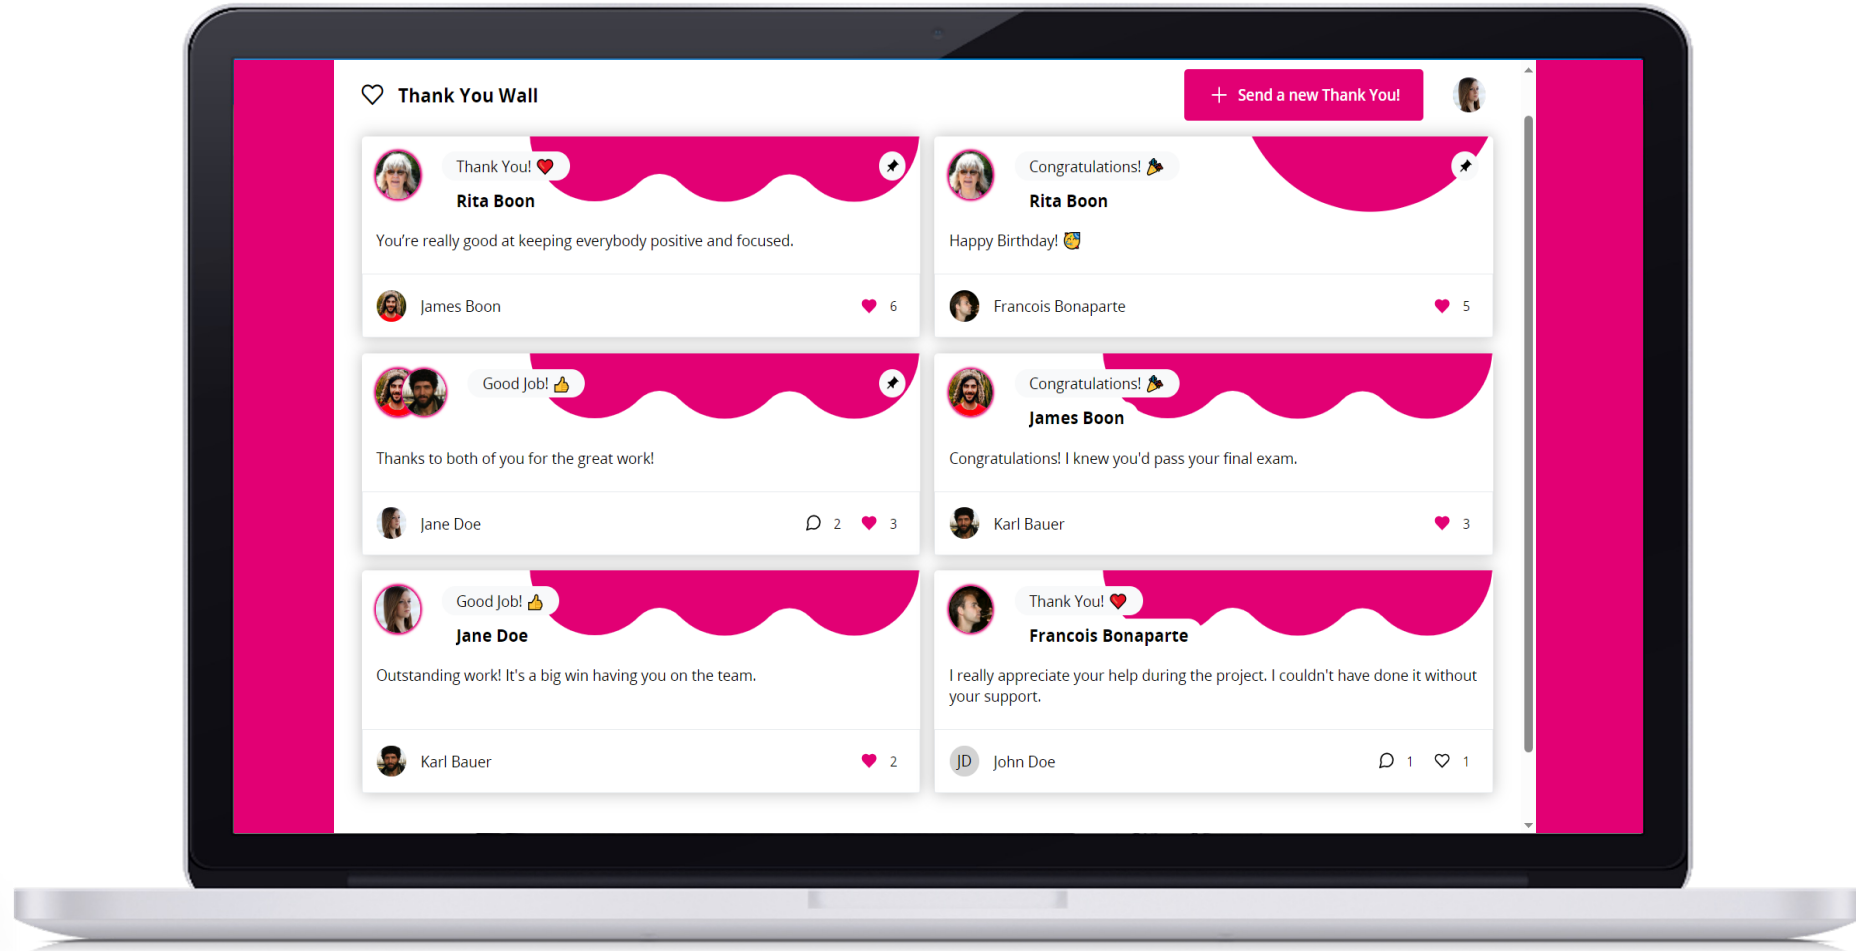 Thank You Wall
+ Send a new Thank You!
Thank You! ❤️
Rita Boon
You’re really good at keeping everybody positive and focused.
James Boon
6
Congratulations! 🎉
Rita Boon
Happy Birthday! 🥳
Francois Bonaparte
5
Good Job! 👍
Thanks to both of you for the great work!
Jane Doe
2 3
Congratulations! 🎉
James Boon
Congratulations! I knew you'd pass your final exam.
Karl Bauer
3
Good Job! 👍
Jane Doe
Outstanding work! It's a big win having you on the team.
Karl Bauer
2
Thank You! ❤️
Francois Bonaparte
I really appreciate your help during the project. I couldn't have done it without
your support.
JD John Doe
1 1